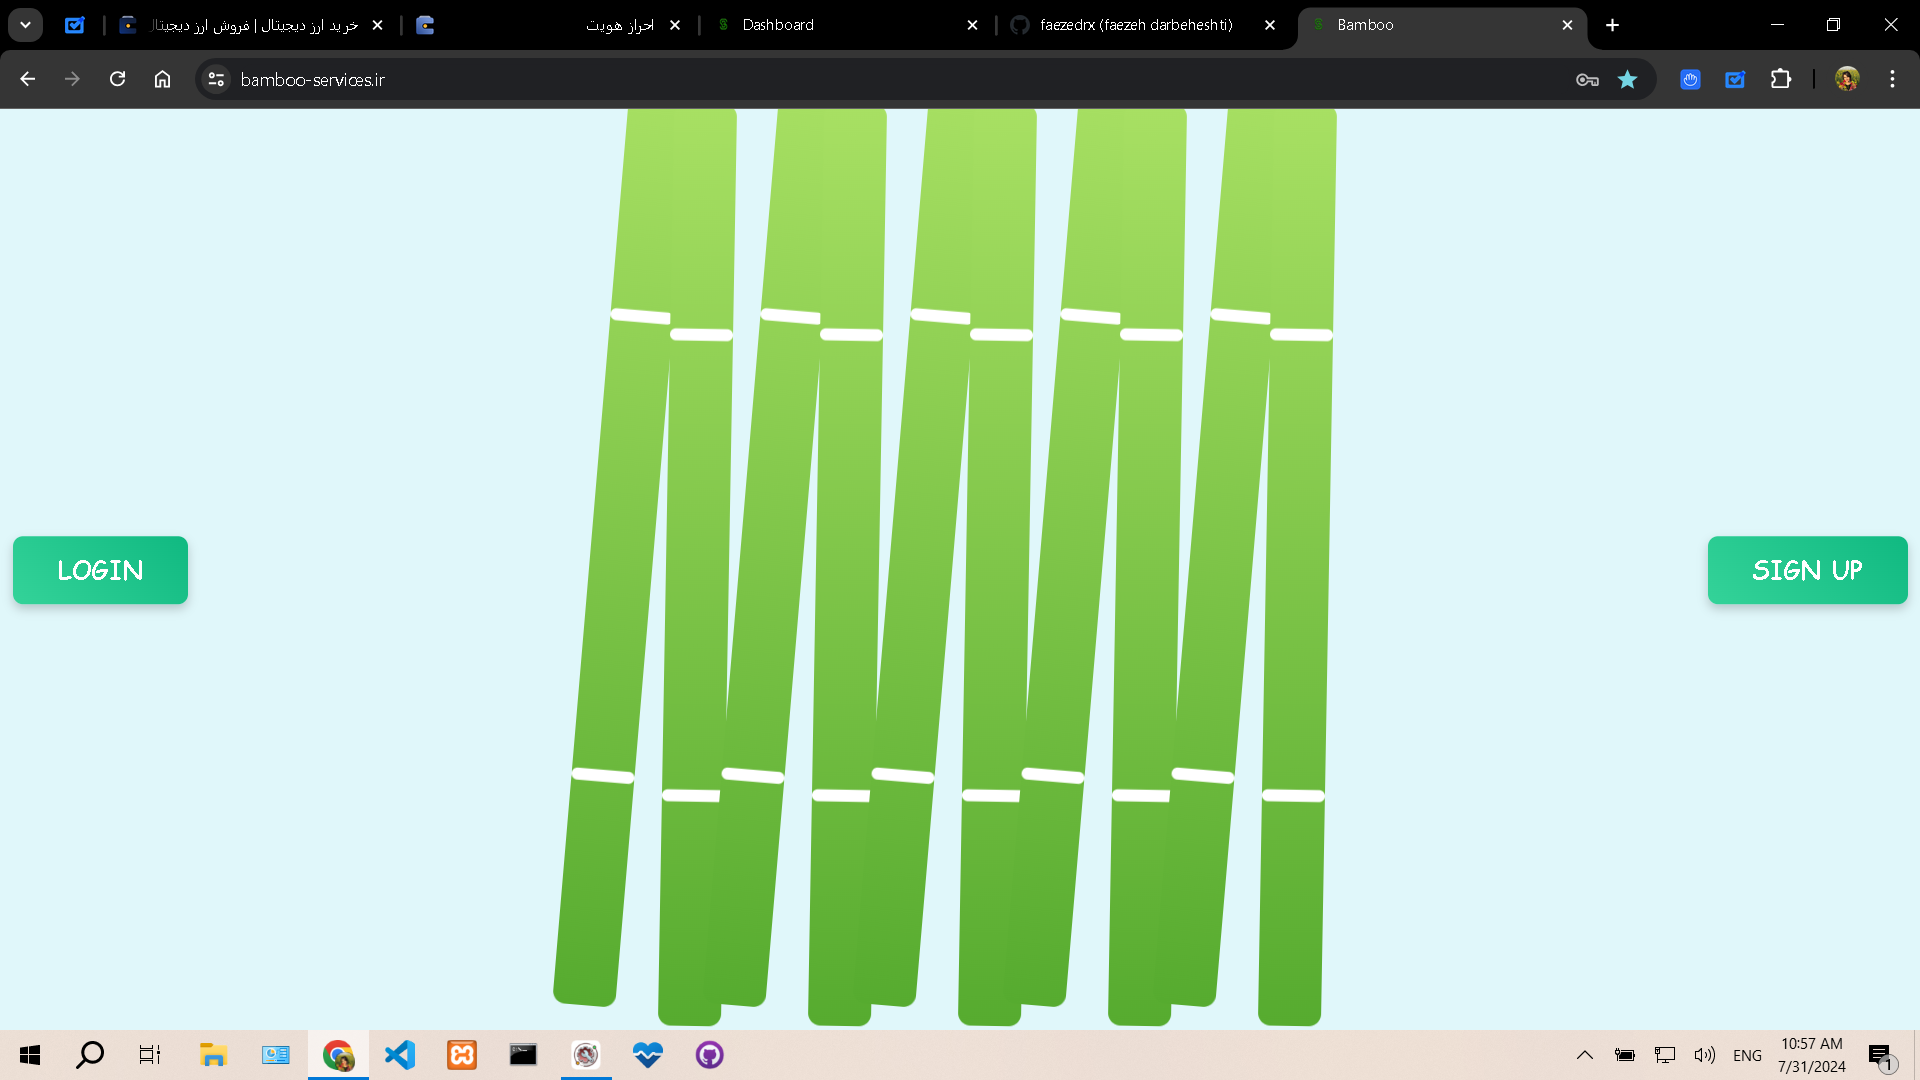 خرید ارز دیجیتال | فروش ارز دیجیتال
احراز هویت
Dashboard
faezedrx (faezeh darbeheshti)
Bamboo
bamboo-services.ir
LOGIN
SIGN UP
ENG
10:57 AM
7/31/2024
1